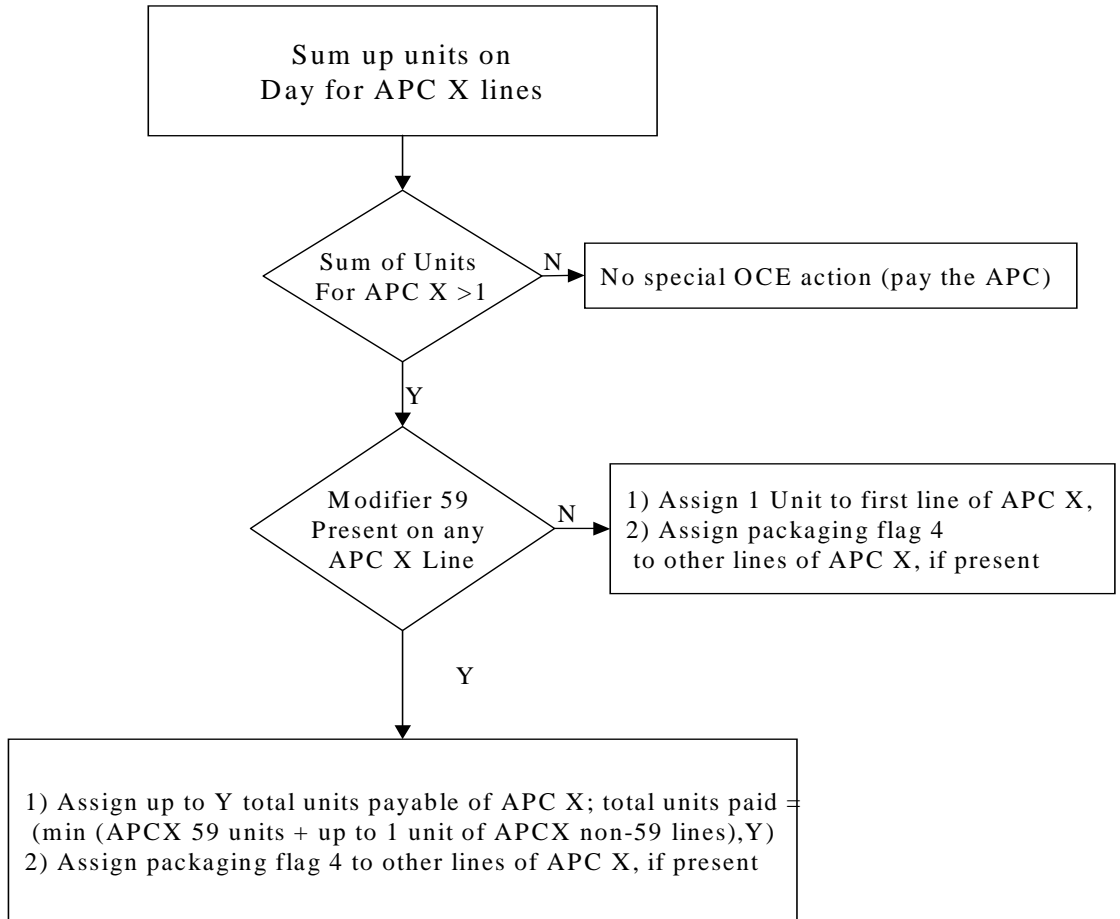 Sum up units on
Day for APC X lines
Sum of Units
For APC X >1
N
No special OCE action (pay the APC)
Y
Modifier 59
Present on any
APC X Line
N
1) Assign 1 Unit to first line of APC X,
2) Assign packaging flag 4
to other lines of APC X, if present
Y
1) Assign up to Y total units payable of APC X; total units paid =
(min (APCX 59 units + up to 1 unit of APCX non-59 lines),Y)
2) Assign packaging flag 4 to other lines of APC X, if present